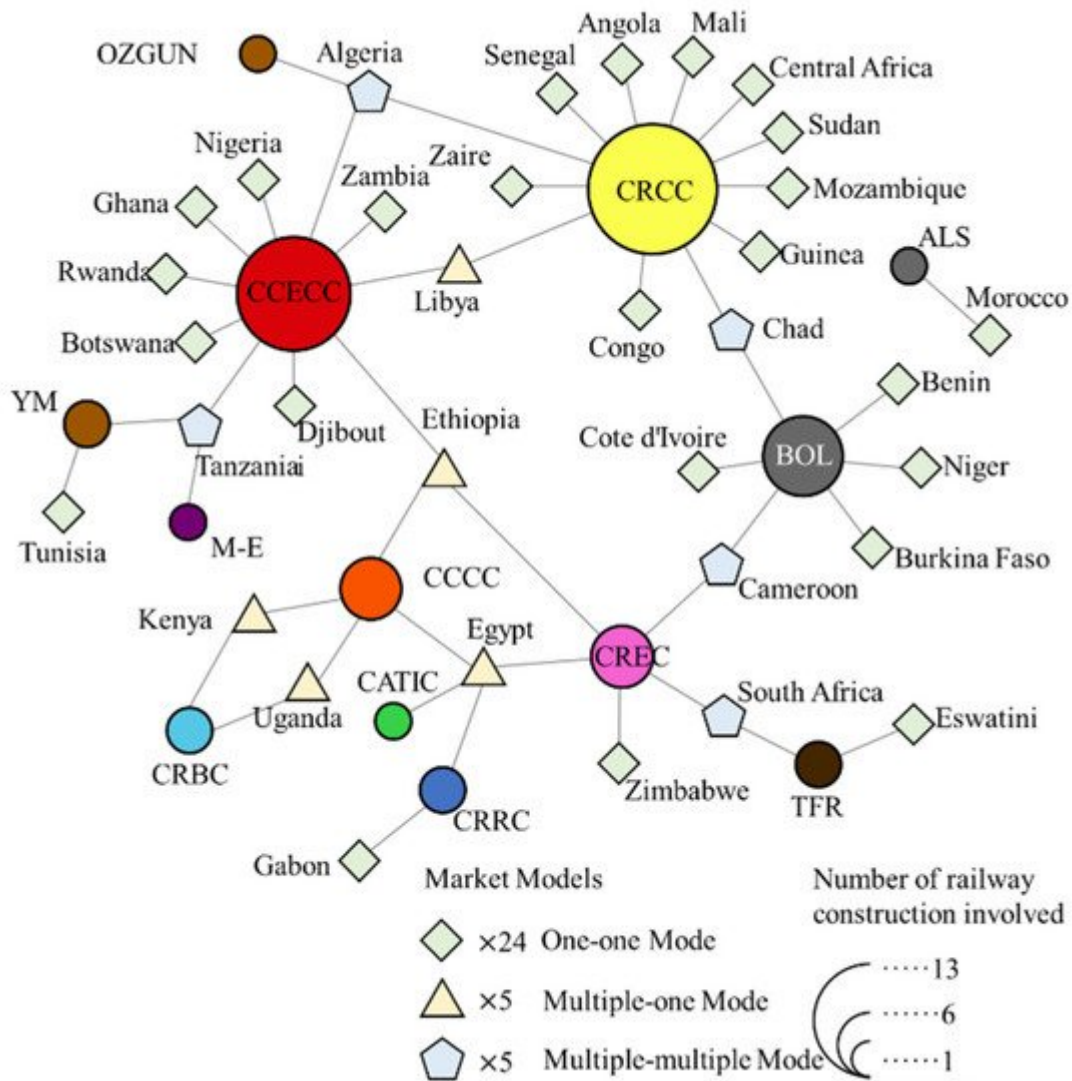 OZGUN
Algeria
Senegal
Angola
Mali
Central Africa
Sudan
Zaire
CRCC
Mozambique
Guinea
Congo
Nigeria
Ghana
Zambia
Rwanda
CCECC
Libya
Botswana
Djibout
ALS
Morocco
Chad
Benin
YM
Tanzaniai
Ethiopia
Cote d'Ivoire
BOL
Niger
Tunisia
M-E
Burkina Faso
CCCC
Cameroon
Kenya
Egypt
CREC
CATIC
Uganda
South Africa
Eswatini
CRBC
Zimbabwe
TFR
CRRC
Gabon
Market Models
×24 One-one Mode
×5 Multiple-one Mode
×5 Multiple-multiple Mode
Number of railway
construction involved
······13
······6
······1